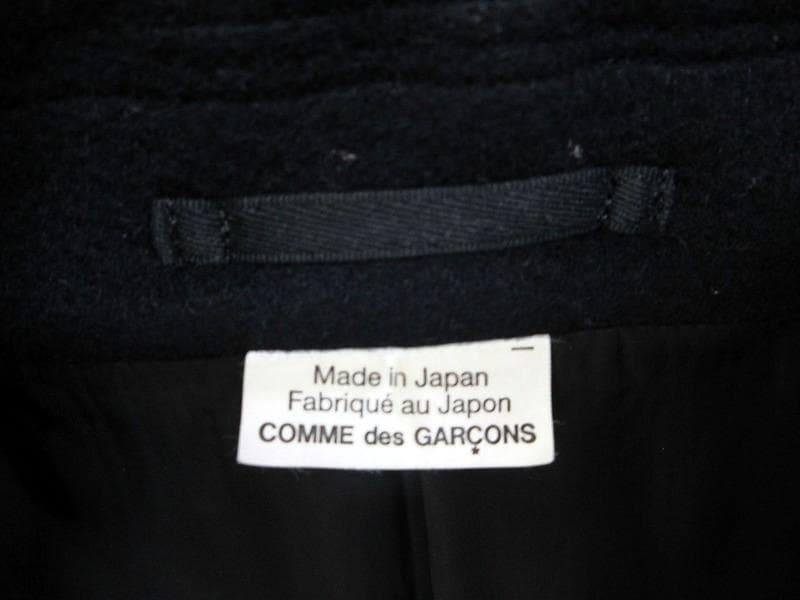 Made in Japan
Fabriqué au Japon
COMME des GARÇONS
*